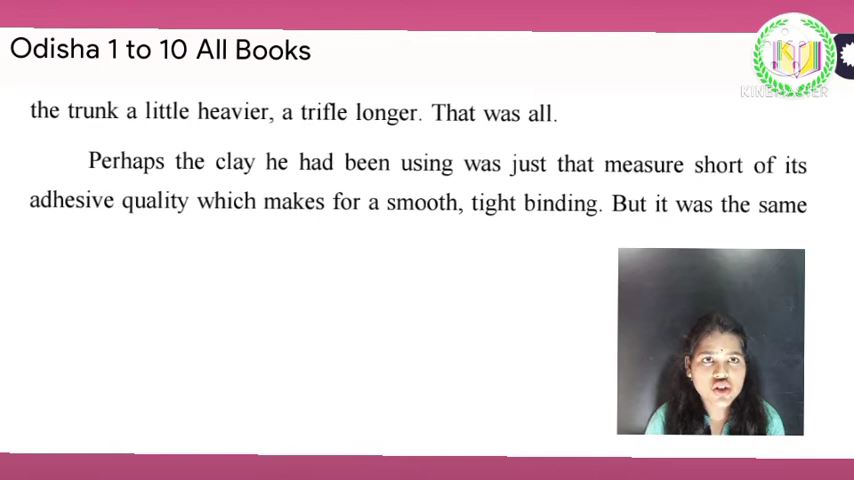 Odisha 1 to 10 All Books
KINEMASTER
the trunk a little heavier, a trifle longer. That was all.
Perhaps the clay he had been using was just that measure short of its
adhesive quality which makes for a smooth, tight binding. But it was the same